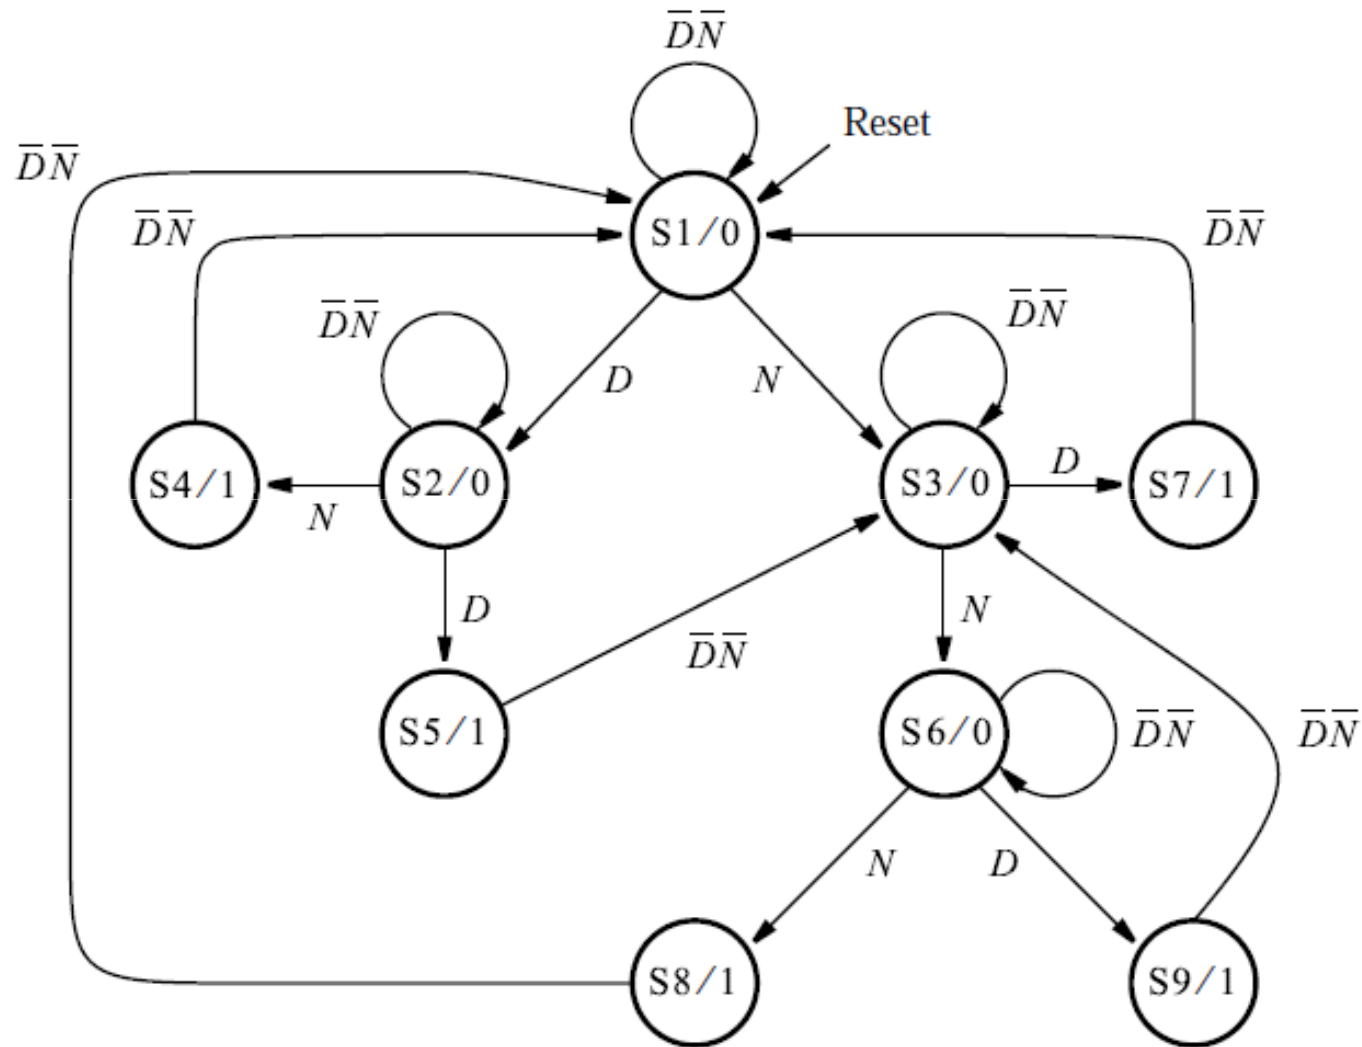 D̅N̅
Reset
D̅N̅
D̅N̅
S1/0
D̅N̅
D̅N̅
D̅N̅
D
N
S4/1
N
S2/0
S3/0
D
S7/1
D
N
D̅N̅
S5/1
S6/0
D̅N̅
D̅N̅
N
D
S8/1
S9/1